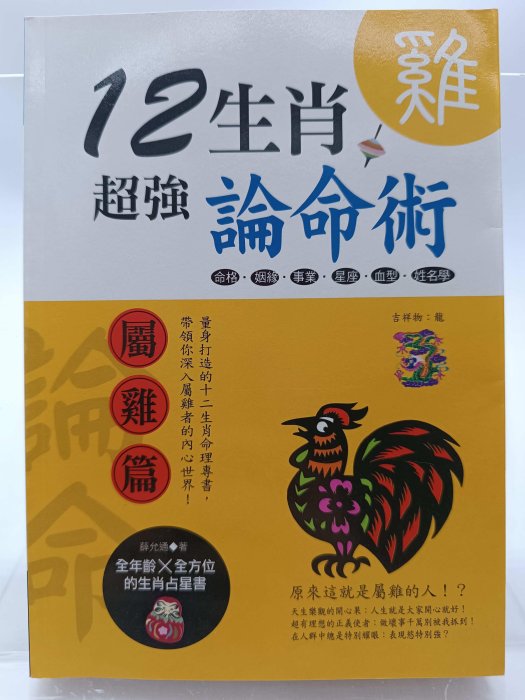 雞
12生肖
超強
論命術
命格·姻緣·事業·星座·血型·姓名學
吉祥物：龍
屬雞篇
量身打造的十二生肖命理專書，
帶領你深入屬雞者的內心世界！
論命
薛允通◆著
全年齡╳全方位
的生肖占星書
原來這就是屬雞的人！？
天生樂觀的開心果：人生就是大家開心就好！
超有理想的正義使者：做壞事千萬別被我抓到！
在人群中總是特別耀眼：表現慾特別強？